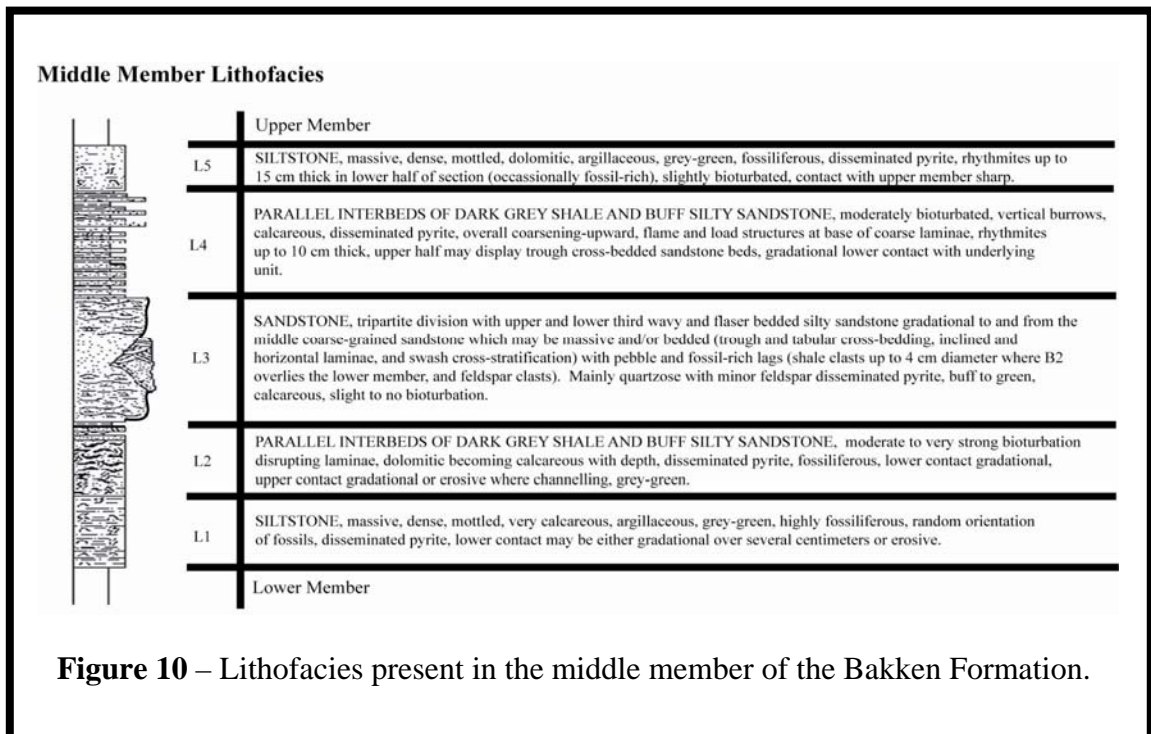 Middle Member Lithofacies
Upper Member
L5
SILTSTONE, massive, dense, mottled, dolomitic, argillaceous, grey-green, fossiliferous, disseminated pyrite, rhythmites up to
15 cm thick in lower half of section (occassionally fossil-rich), slightly bioturbated, contact with upper member sharp.
L4
PARALLEL INTERBEDS OF DARK GREY SHALE AND BUFF SILTY SANDSTONE, moderately bioturbated, vertical burrows,
calcareous, disseminated pyrite, overall coarsening-upward, flame and load structures at base of coarse laminae, rhythmites
up to 10 cm thick, upper half may display trough cross-bedded sandstone beds, gradational lower contact with underlying
unit.
L3
SANDSTONE, tripartite division with upper and lower third wavy and flaser bedded silty sandstone gradational to and from the
middle coarse-grained sandstone which may be massive and/or bedded (trough and tabular cross-bedding, inclined and
horizontal laminae, and swash cross-stratification) with pebble and fossil-rich lags (shale clasts up to 4 cm diameter where B2
overlies the lower member, and feldspar clasts). Mainly quartzose with minor feldspar disseminated pyrite, buff to green,
calcareous, slight to no bioturbation.
L2
PARALLEL INTERBEDS OF DARK GREY SHALE AND BUFF SILTY SANDSTONE, moderate to very strong bioturbation
disrupting laminae, dolomitic becoming calcareous with depth, disseminated pyrite, fossiliferous, lower contact gradational,
upper contact gradational or erosive where channelling, grey-green.
L1
SILTSTONE, massive, dense, mottled, very calcareous, argillaceous, grey-green, highly fossiliferous, random orientation
of fossils, disseminated pyrite, lower contact may be either gradational over several centimeters or erosive.
Lower Member
Figure 10 – Lithofacies present in the middle member of the Bakken Formation.